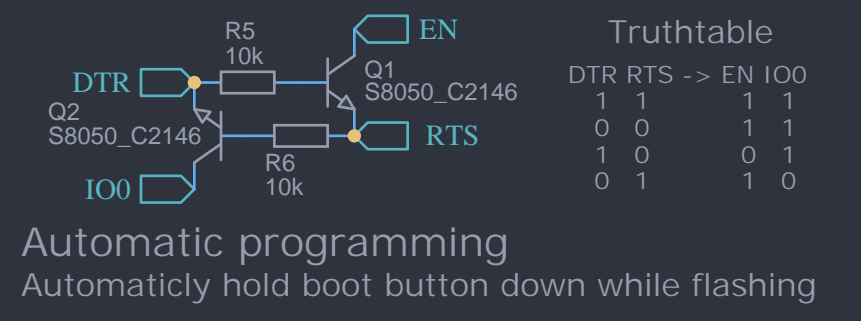 R5
10k
EN
Truthtable
DTR
Q1
S8050_C2146
DTR RTS -> EN IO0
1 1 1 1
0 0 1 1
1 0 0 1
0 1 1 0
Q2
S8050_C2146
RTS
R6
10k
IO0
Automatic programming
Automaticly hold boot button down while flashing